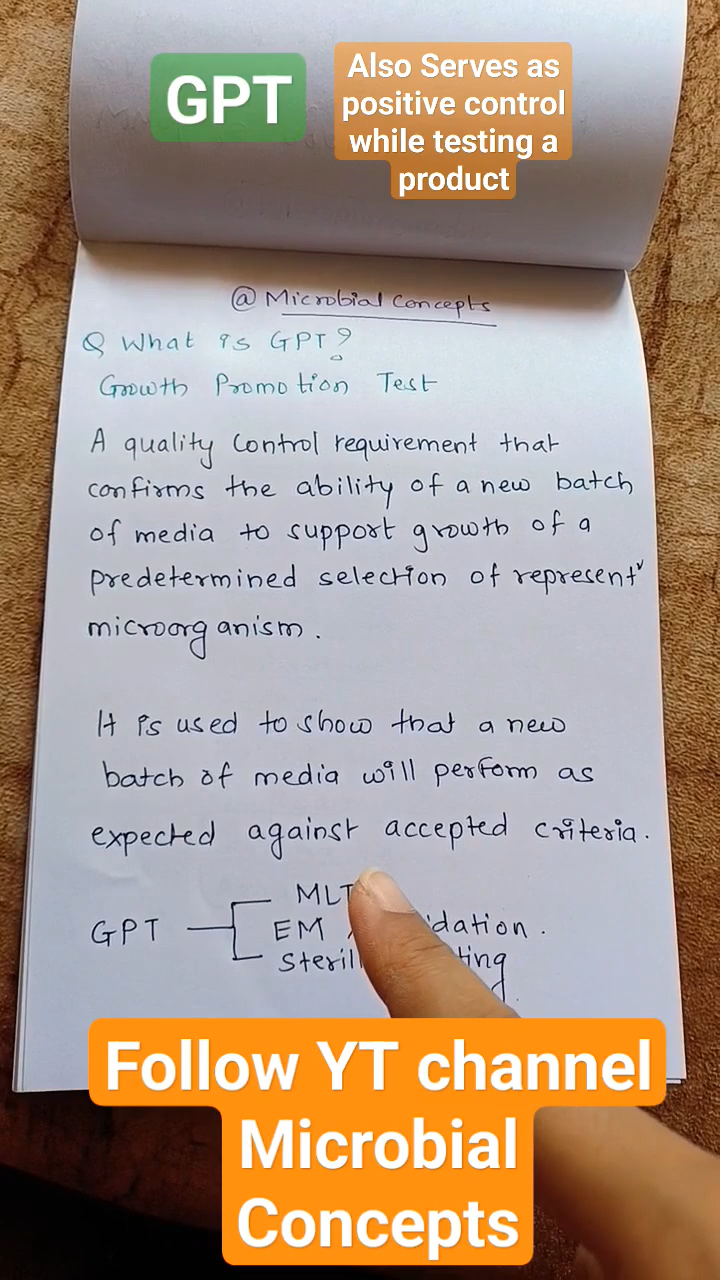 GPT
Also Serves as
positive control
while testing a
product
@ Microbial Concepts
Q What is GPT?
Growth Promotion Test
A quality control requirement that
confirms the ability of a new batch
of media to support growth of a
predetermined selection of represent
microorganism.
It is used to show that a new
batch of media will perform as
expected against accepted criteria.
MLT
GPT EM dation.
Steril ting
Follow YT channel
Microbial
Concepts